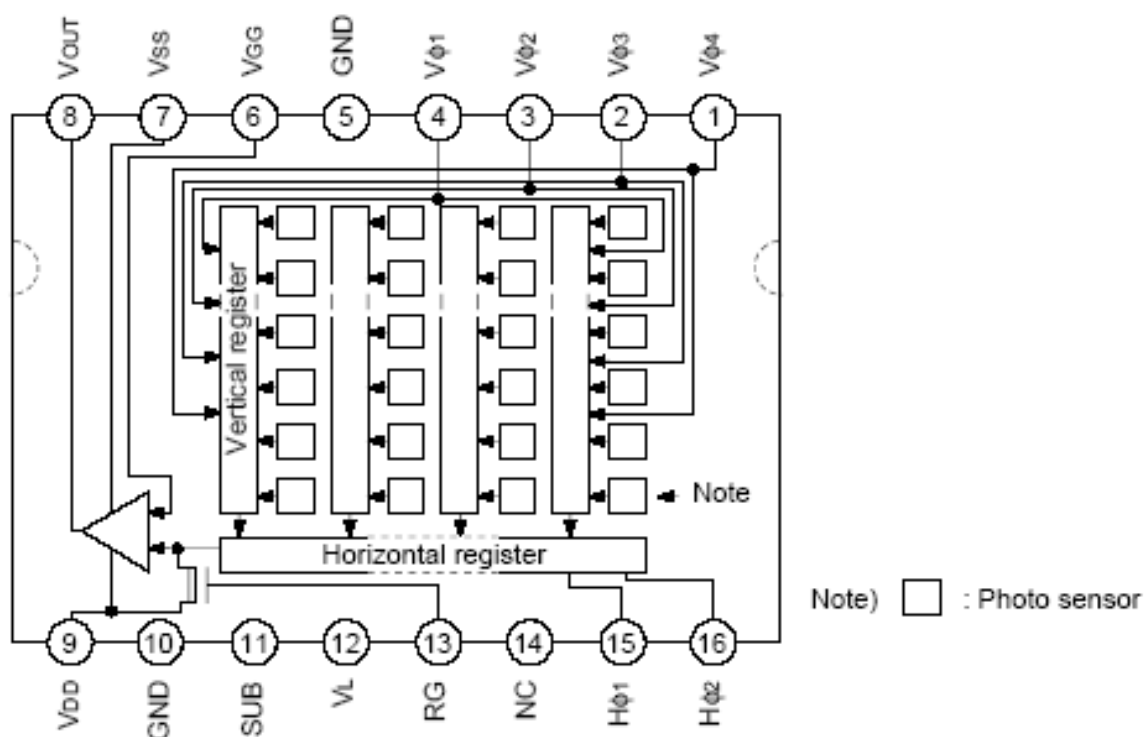 VOUT
VSS
VGG
GND
Vϕ1
Vϕ2
Vϕ3
Vϕ4
8
7
6
5
4
3
2
1
Vertical register
Note
Horizontal register
Note) : Photo sensor
9
10
11
12
13
14
15
16
VDD
GND
SUB
VL
RG
NC
Hϕ1
Hϕ2